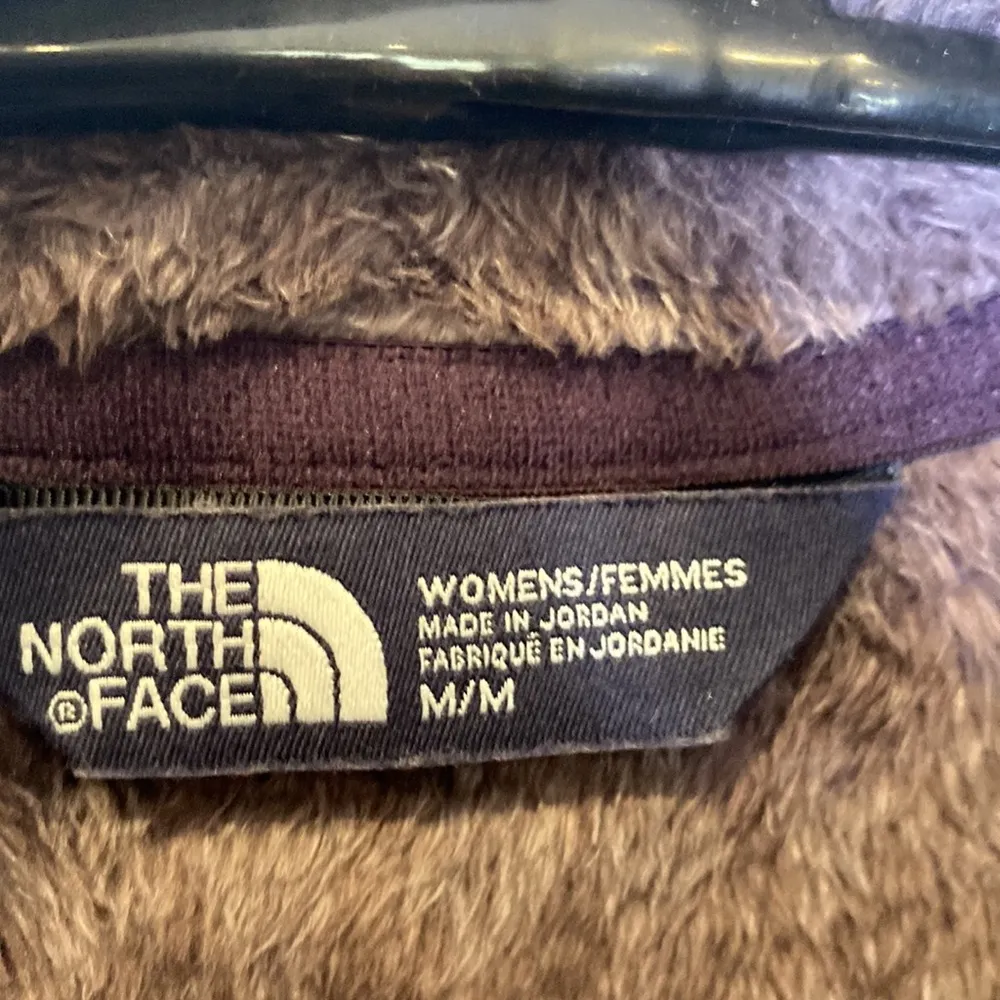 THE
NORTH
®FACE
WOMENS/FEMMES
MADE IN JORDAN
FABRIQUÉ EN JORDANIE
M/M